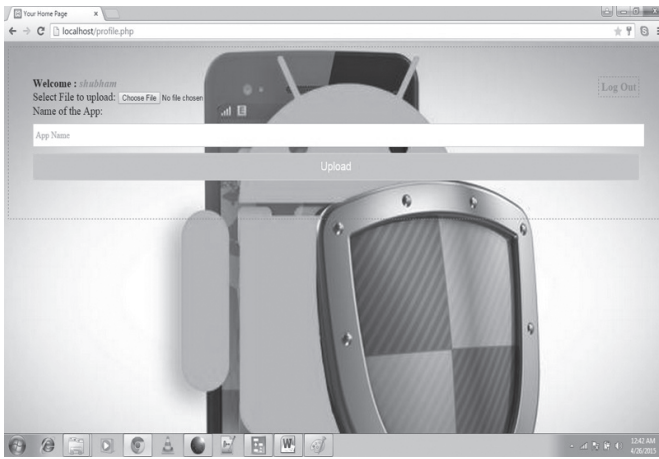 Your Home Page
localhost/profile.php
Welcome : shubham
Log Out
Select File to upload: Choose File No file chosen
Name of the App:
App Name
Upload
12:42 AM
4/26/2015